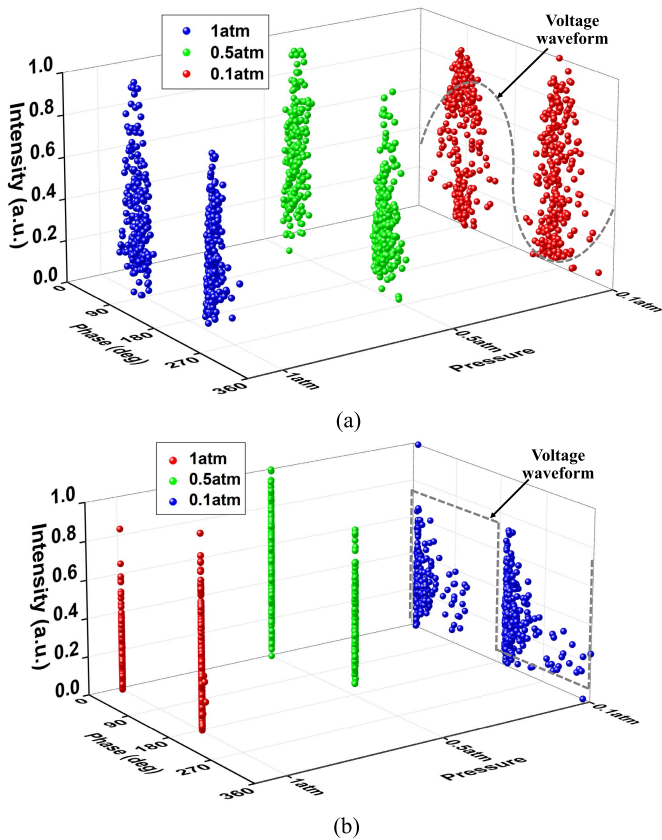 1atm
0.5atm
0.1atm
Voltage
waveform
1.0
0.8
0.6
0.4
0.2
0.0
Intensity (a.u.)
0
90
180
270
360
Phase (deg)
1atm
0.5atm
0.1atm
Pressure
(a)
1atm
0.5atm
0.1atm
Voltage
waveform
1.0
0.8
0.6
0.4
0.2
0.0
Intensity (a.u.)
0
90
180
270
360
Phase (deg)
1atm
0.5atm
0.1atm
Pressure
(b)